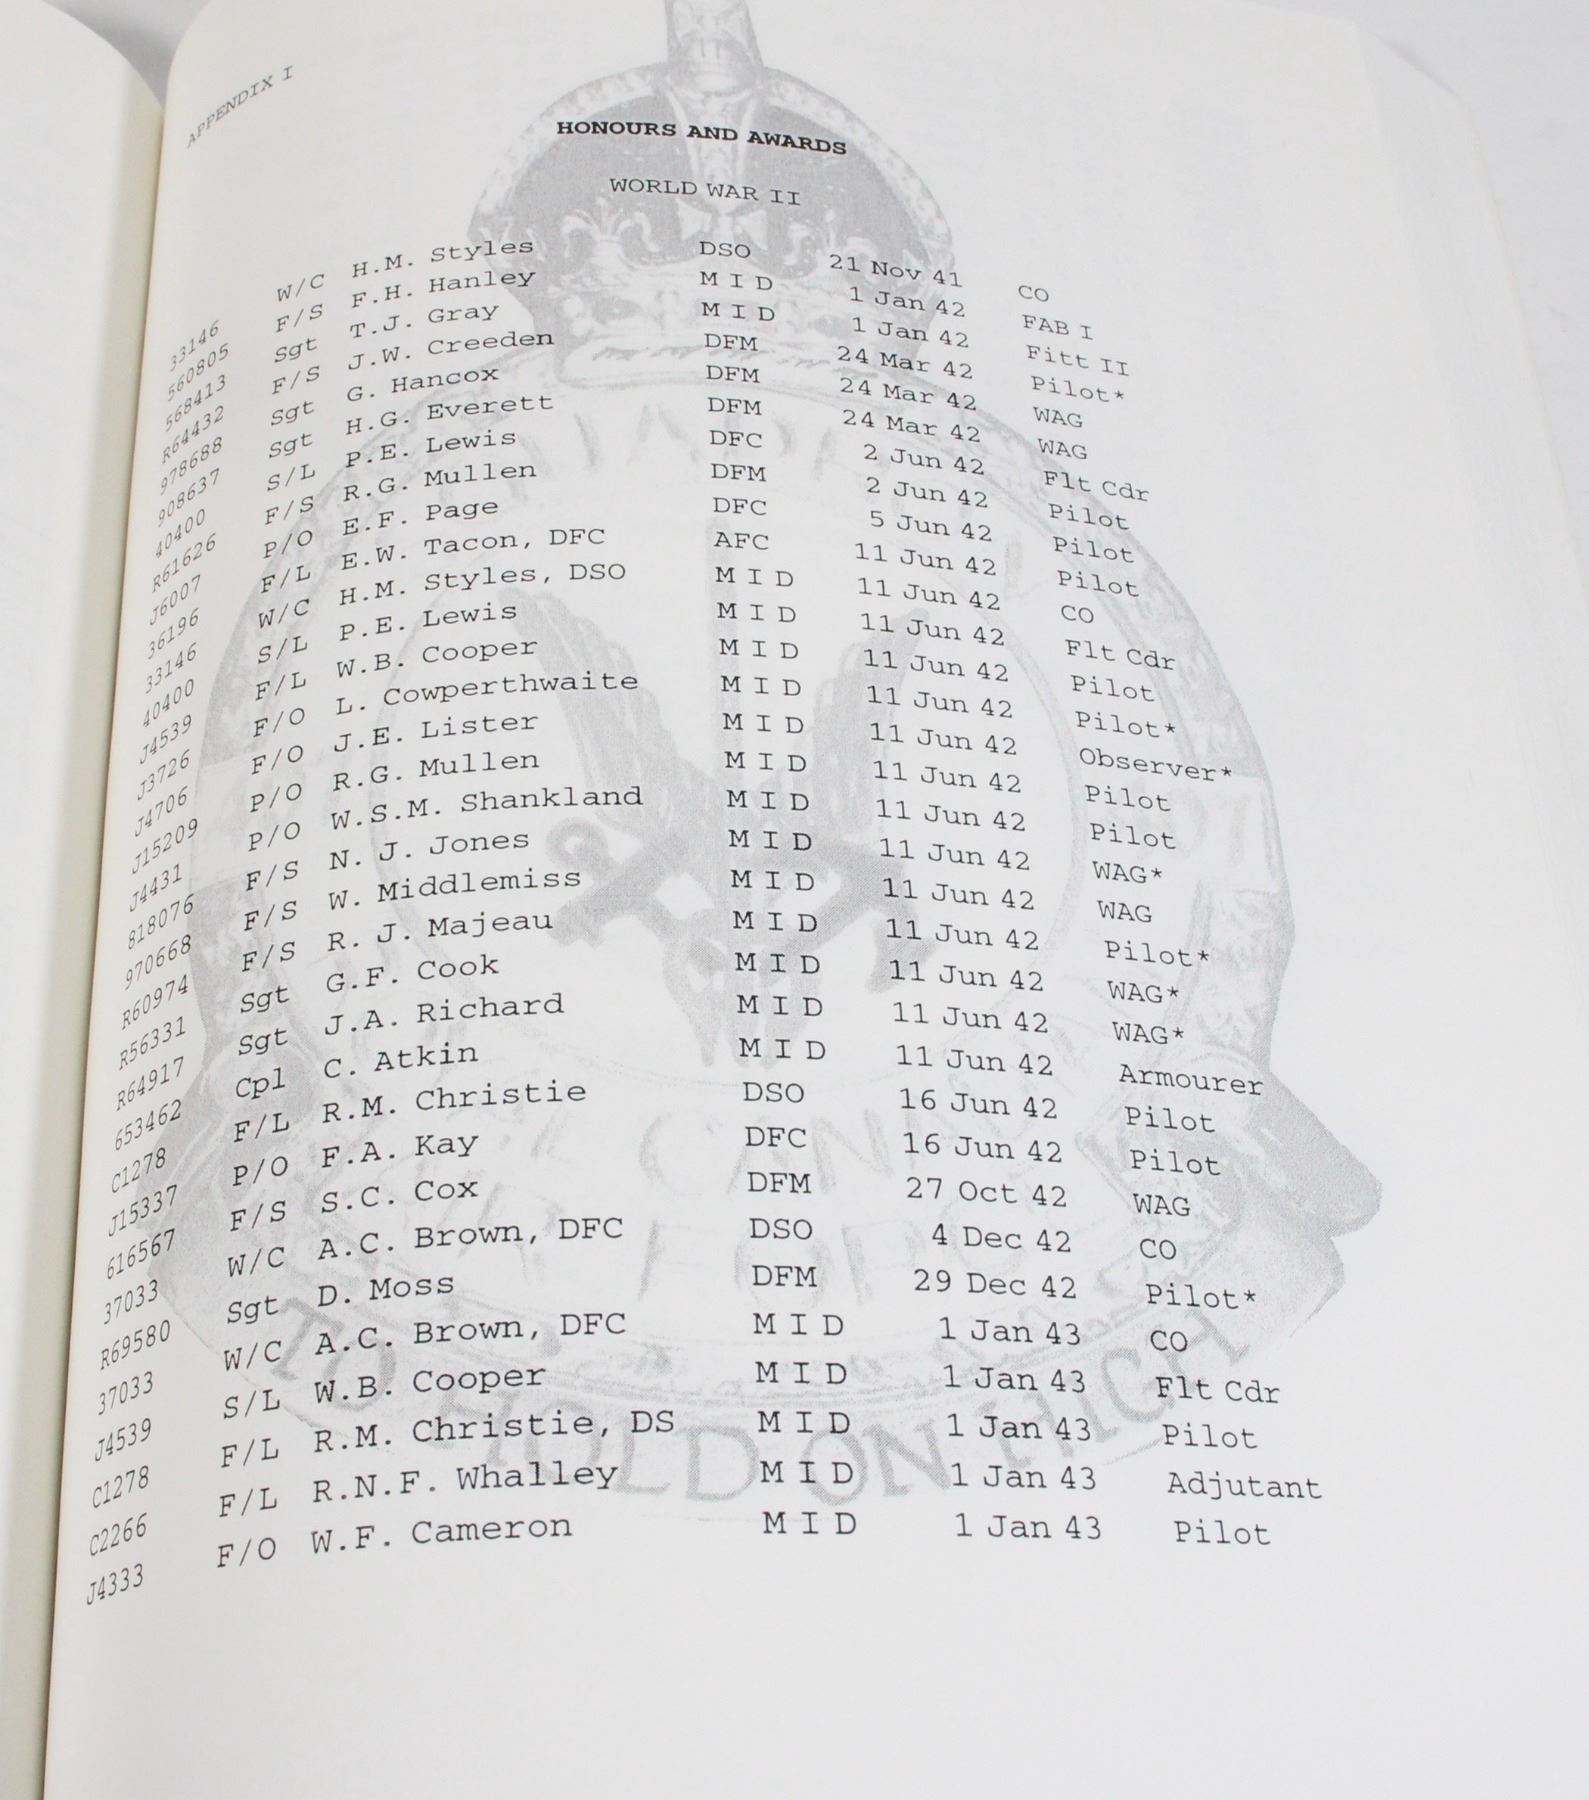 APPENDIX I
HONOURS AND AWARDS
WORLD WAR II
33146 W/C H.M. Styles DSO 21 Nov 41 CO
560805 F/S F.H. Hanley M I D 1 Jan 42 FAB I
568413 Sgt T.J. Gray M I D 1 Jan 42 Fitt II
R64432 F/S J.W. Creeden DFM 24 Mar 42 Pilot*
978688 Sgt G. Hancox DFM 24 Mar 42 WAG
908637 Sgt H.G. Everett DFM 24 Mar 42 WAG
40400 S/L P.E. Lewis DFC 2 Jun 42 Flt Cdr
R61626 F/S R.G. Mullen DFM 2 Jun 42 Pilot
J6007 P/O E.F. Page DFC 5 Jun 42 Pilot
36196 F/L E.W. Tacon, DFC AFC 11 Jun 42 Pilot
33146 W/C H.M. Styles, DSO M I D 11 Jun 42 CO
40400 S/L P.E. Lewis M I D 11 Jun 42 Flt Cdr
J4539 F/L W.B. Cooper M I D 11 Jun 42 Pilot
J3726 F/O L. Cowperthwaite M I D 11 Jun 42 Pilot*
J4706 F/O J.E. Lister M I D 11 Jun 42 Observer*
J15209 P/O R.G. Mullen M I D 11 Jun 42 Pilot
J4431 P/O W.S.M. Shankland M I D 11 Jun 42 Pilot
818076 F/S N. J. Jones M I D 11 Jun 42 WAG*
970668 F/S W. Middlemiss M I D 11 Jun 42 WAG
R60974 F/S R. J. Majeau M I D 11 Jun 42 Pilot*
R56331 Sgt G.F. Cook M I D 11 Jun 42 WAG*
R64917 Sgt J.A. Richard M I D 11 Jun 42 WAG*
653462 Cpl C. Atkin M I D 11 Jun 42 Armourer
C1278 F/L R.M. Christie DSO 16 Jun 42 Pilot
J15337 P/O F.A. Kay DFC 16 Jun 42 Pilot
616567 F/S S.C. Cox DFM 27 Oct 42 WAG
37033 W/C A.C. Brown, DFC DSO 4 Dec 42 CO
R69580 Sgt D. Moss DFM 29 Dec 42 Pilot*
37033 W/C A.C. Brown, DFC M I D 1 Jan 43 CO
J4539 S/L W.B. Cooper M I D 1 Jan 43 Flt Cdr
C1278 F/L R.M. Christie, DS M I D 1 Jan 43 Pilot
C2266 F/L R.N.F. Whalley M I D 1 Jan 43 Adjutant
J4333 F/O W.F. Cameron M I D 1 Jan 43 Pilot
TO HOLD ON HIGH